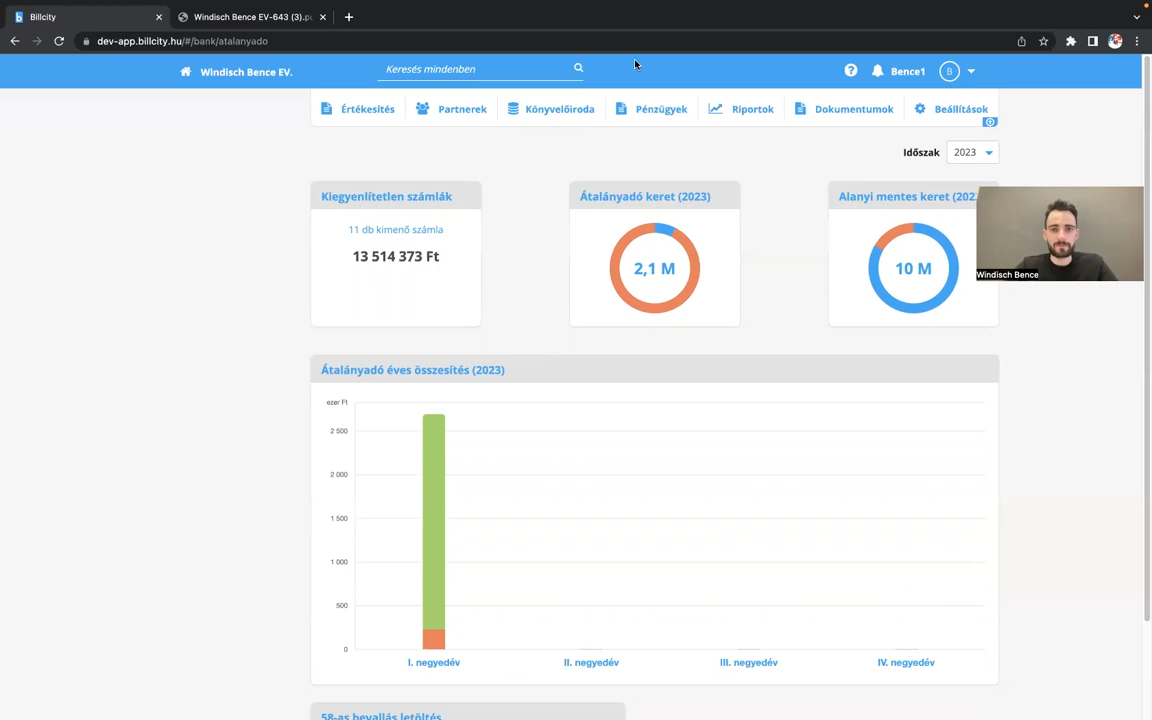 Billcity
Windisch Bence EV-643 (3).p
dev-app.billcity.hu/#/bank/atalanyado
Windisch Bence EV.
Keresés mindenben
Bence1
B
Értékesítés
Partnerek
Könyvelőiroda
Pénzügyek
Riportok
Dokumentumok
Beállítások
Időszak
2023
Kiegyenlítetlen számlák
11 db kimenő számla
13 514 373 Ft
Átalányadó keret (2023)
2,1 M
Alanyi mentes keret (202
10 M
Windisch Bence
Átalányadó éves összesítés (2023)
ezer Ft
2 500
2 000
1 500
1 000
500
0
I. negyedév
II. negyedév
III. negyedév
IV. negyedév
58-as bevallás letöltés